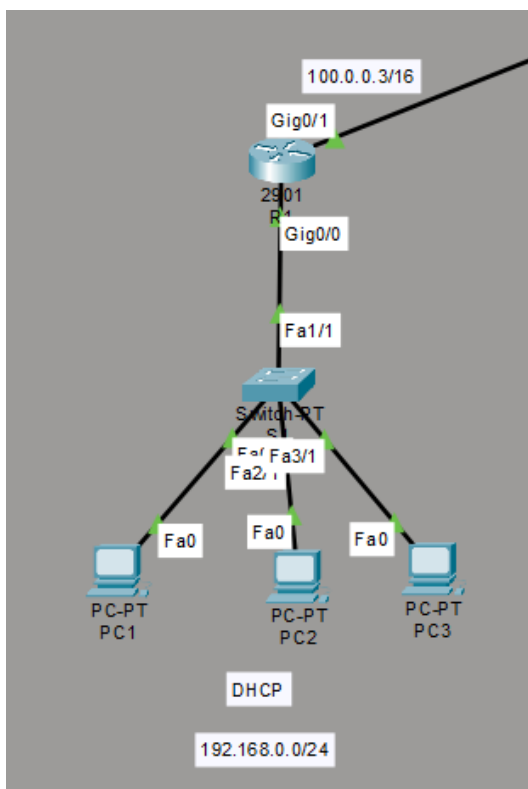 100.0.0.3/16
Gig0/1
2901
R1
Gig0/0
Fa1/1
Switch-PT
Fa3/1
Fa2/1
Fa0
Fa0
Fa0
PC-PT
PC1
PC-PT
PC2
PC-PT
PC3
DHCP
192.168.0.0/24